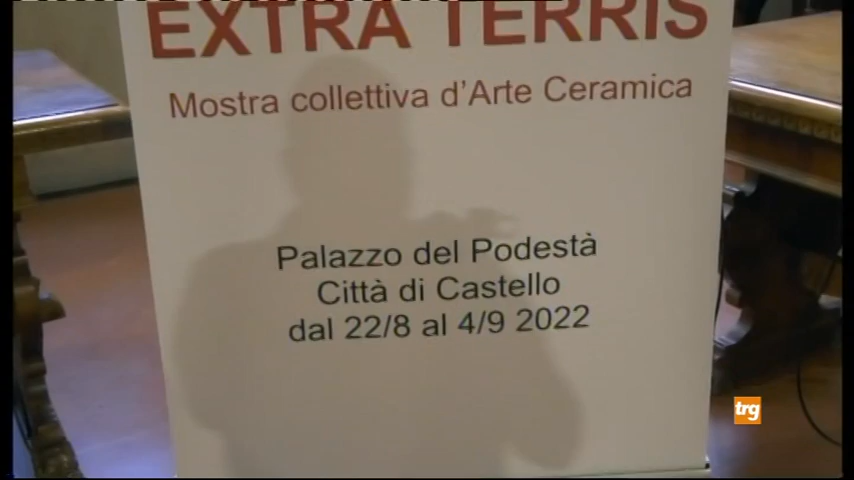 EXTRA TERRIS
Mostra collettiva d'Arte Ceramica
Palazzo del Podestà
Città di Castello
dal 22/8 al 4/9 2022
trg